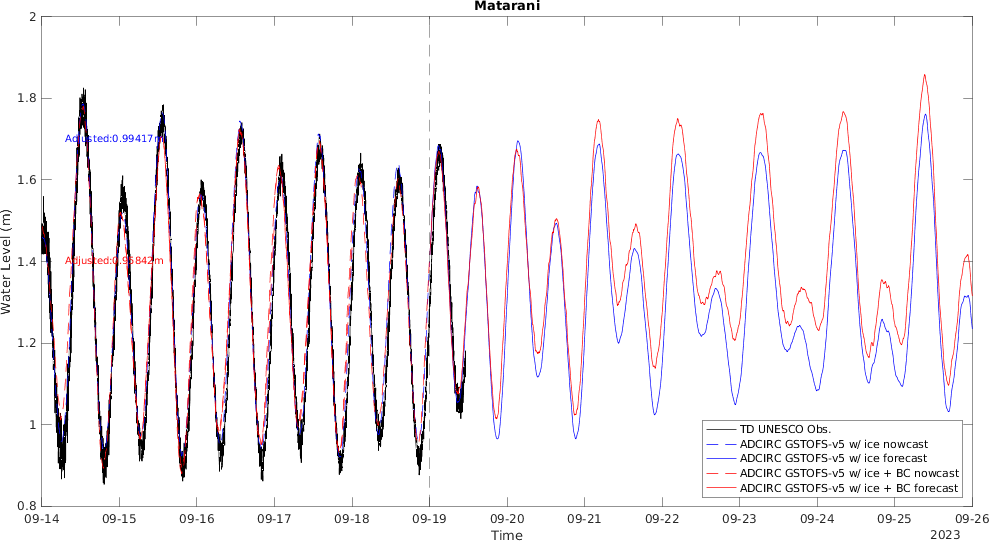 Matarani
2
1.8
1.6
1.4
1.2
1
0.8
Water Level (m)
Adjusted:0.99417m
Adjusted:0.95842m
TD UNESCO Obs.
ADCIRC GSTOFS-v5 w/ ice nowcast
ADCIRC GSTOFS-v5 w/ ice forecast
ADCIRC GSTOFS-v5 w/ ice + BC nowcast
ADCIRC GSTOFS-v5 w/ ice + BC forecast
09-14 09-15 09-16 09-17 09-18 09-19 09-20 09-21 09-22 09-23 09-24 09-25 09-26
Time
2023